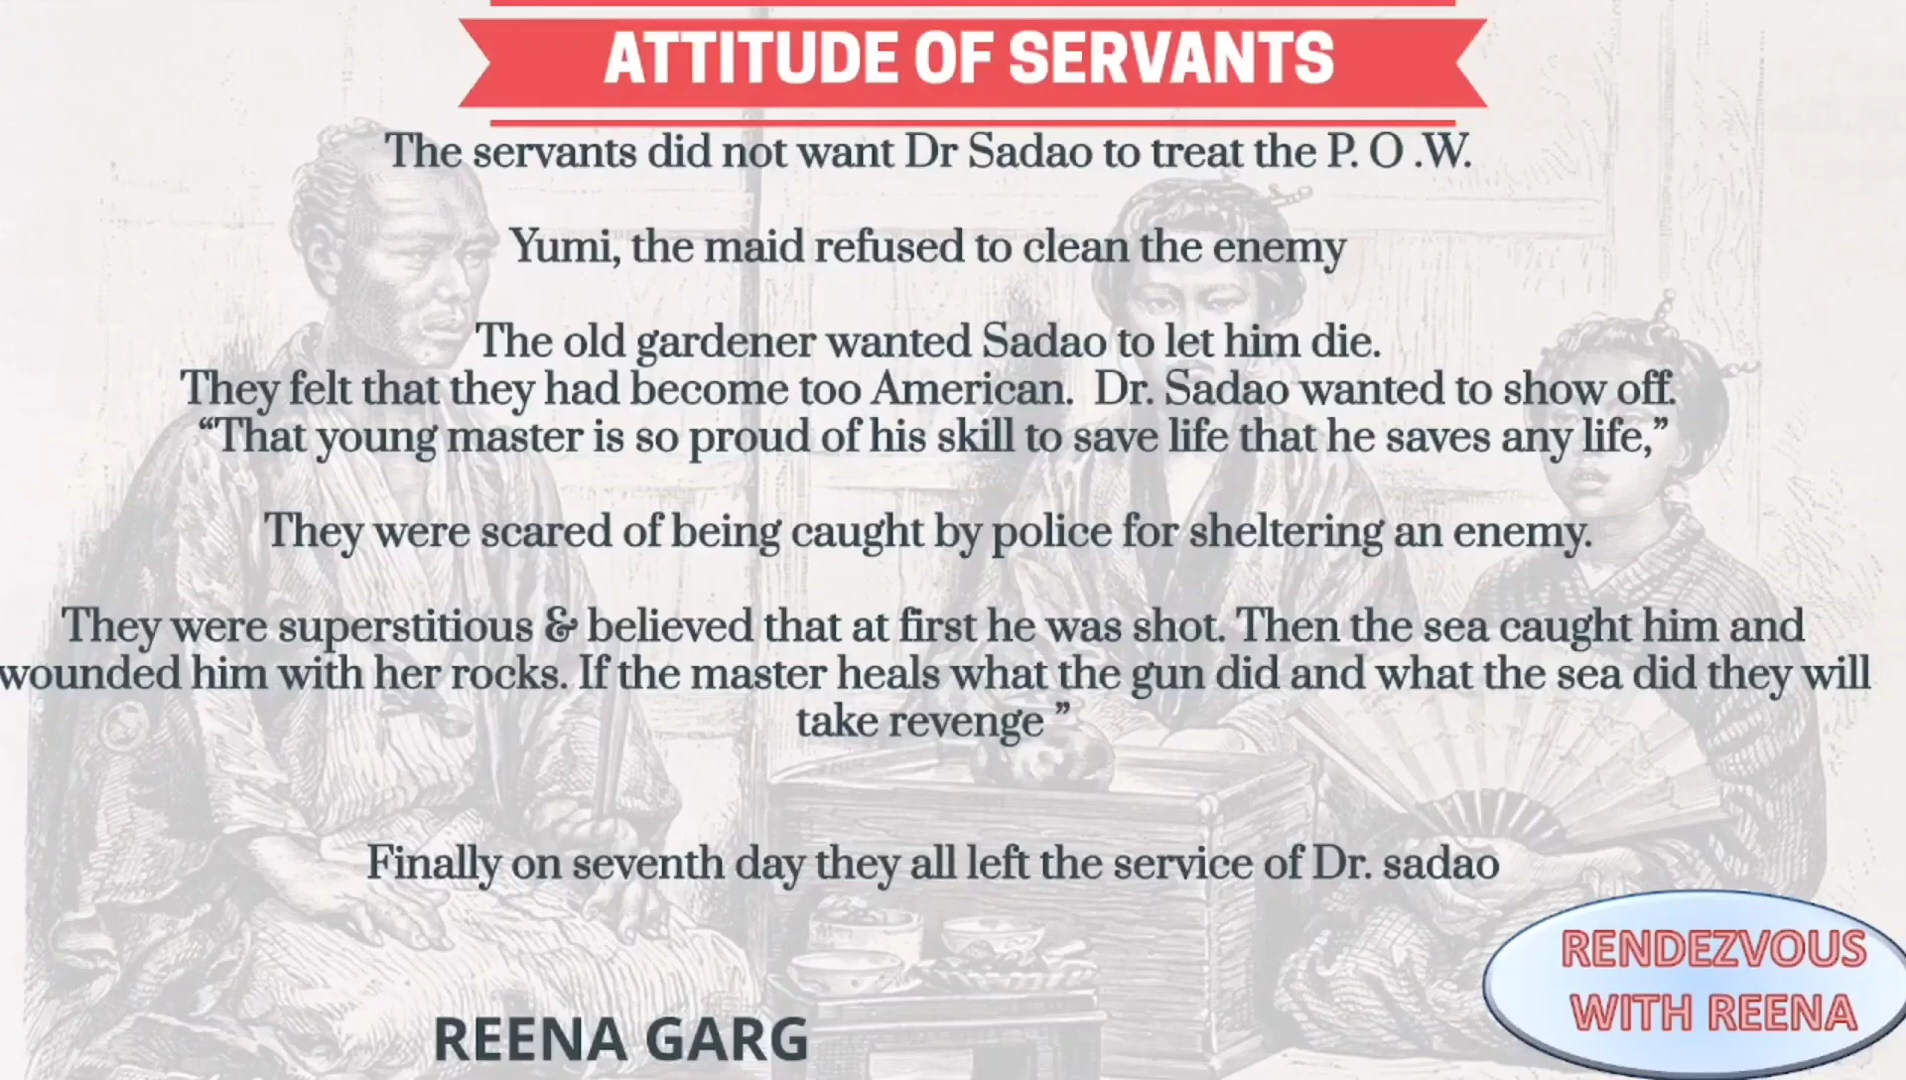 ATTITUDE OF SERVANTS
The servants did not want Dr Sadao to treat the P. O .W.
Yumi, the maid refused to clean the enemy
The old gardener wanted Sadao to let him die.
They felt that they had become too American.  Dr. Sadao wanted to show off.
“That young master is so proud of his skill to save life that he saves any life,”
They were scared of being caught by police for sheltering an enemy.
They were superstitious & believed that at first he was shot. Then the sea caught him and
wounded him with her rocks. If the master heals what the gun did and what the sea did they will
take revenge ”
Finally on seventh day they all left the service of Dr. sadao
RENDEZVOUS
WITH REENA
REENA GARG